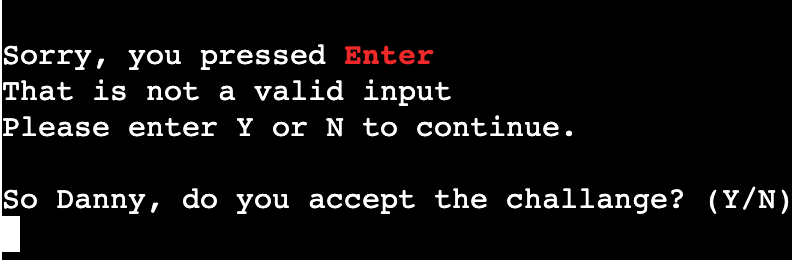 Sorry, you pressed Enter
That is not a valid input
Please enter Y or N to continue.
So Danny, do you accept the challange? (Y/N)